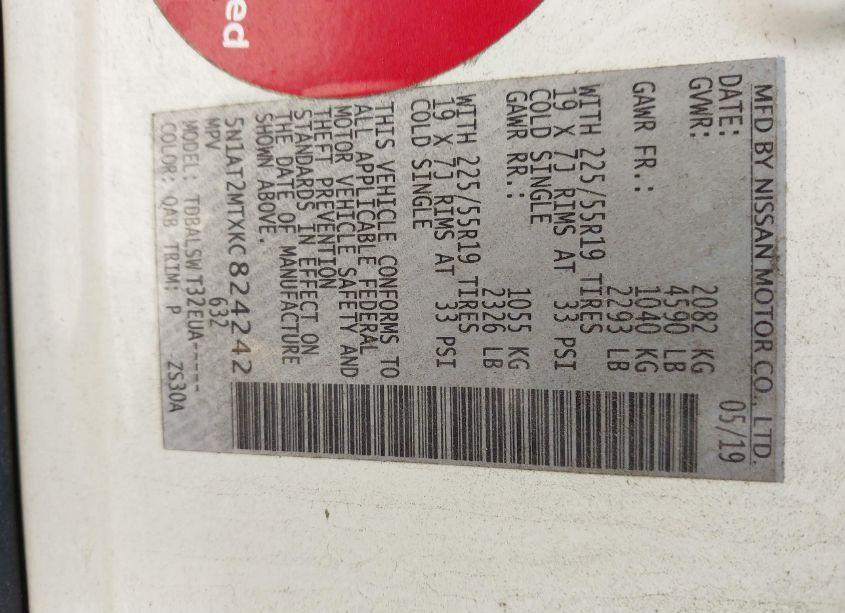 ed
MFD BY NISSAN MOTOR CO., LTD.
DATE: 05/19
GVWR: 2082 KG
4590 LB
GAWR FR.: 1040 KG
2293 LB
WITH 225/55R19 TIRES
19 X 7J RIMS AT 33 PSI
COLD SINGLE
GAWR RR.: 1055 KG
2326 LB
WITH 225/55R19 TIRES
19 X 7J RIMS AT 33 PSI
COLD SINGLE
THIS VEHICLE CONFORMS TO
ALL APPLICABLE FEDERAL
MOTOR VEHICLE SAFETY AND
THEFT PREVENTION
STANDARDS IN EFFECT ON
THE DATE OF MANUFACTURE
SHOWN ABOVE.
5N1AT2MTXKC824242
MPV 632
MODEL: TDBALSWT32EUA-----
COLOR: QAB TRIM: P ZS30A